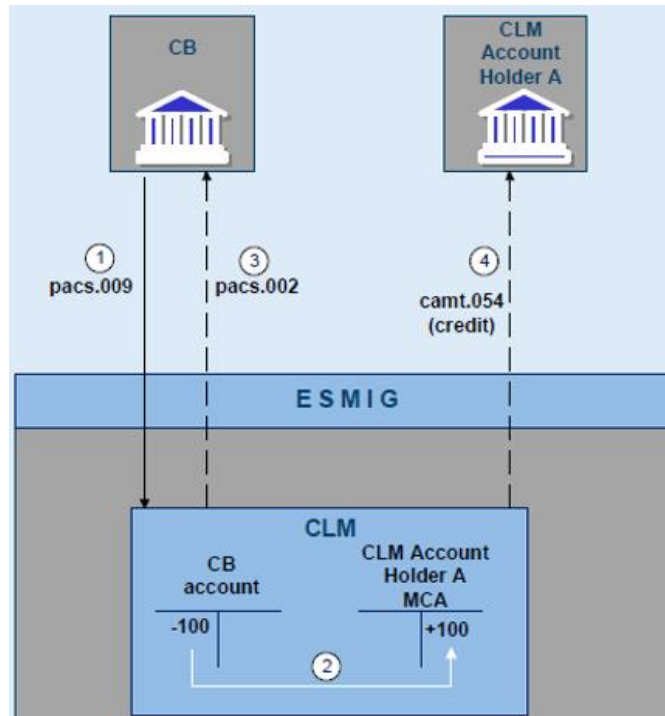 CB
CLM
Account
Holder A
1
pacs.009
3
pacs.002
4
camt.054
(credit)
E S M I G
CLM
CB
account
CLM Account
Holder A
MCA
-100
+100
2